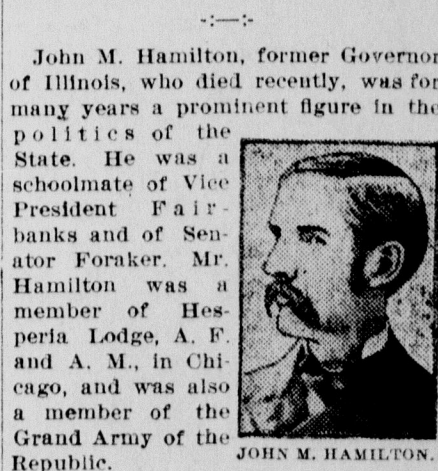 -:—:-
John M. Hamilton, former Governor
of Illinois, who died recently, was for
many years a prominent figure in the
politics of the
State. He was a
schoolmate of Vice
President Fair-
banks and of Sen-
ator Foraker. Mr.
Hamilton was a
member of Hes-
peria Lodge, A. F.
and A. M., in Chi-
cago, and was also
a member of the
Grand Army of the
Republic.
JOHN M. HAMILTON.